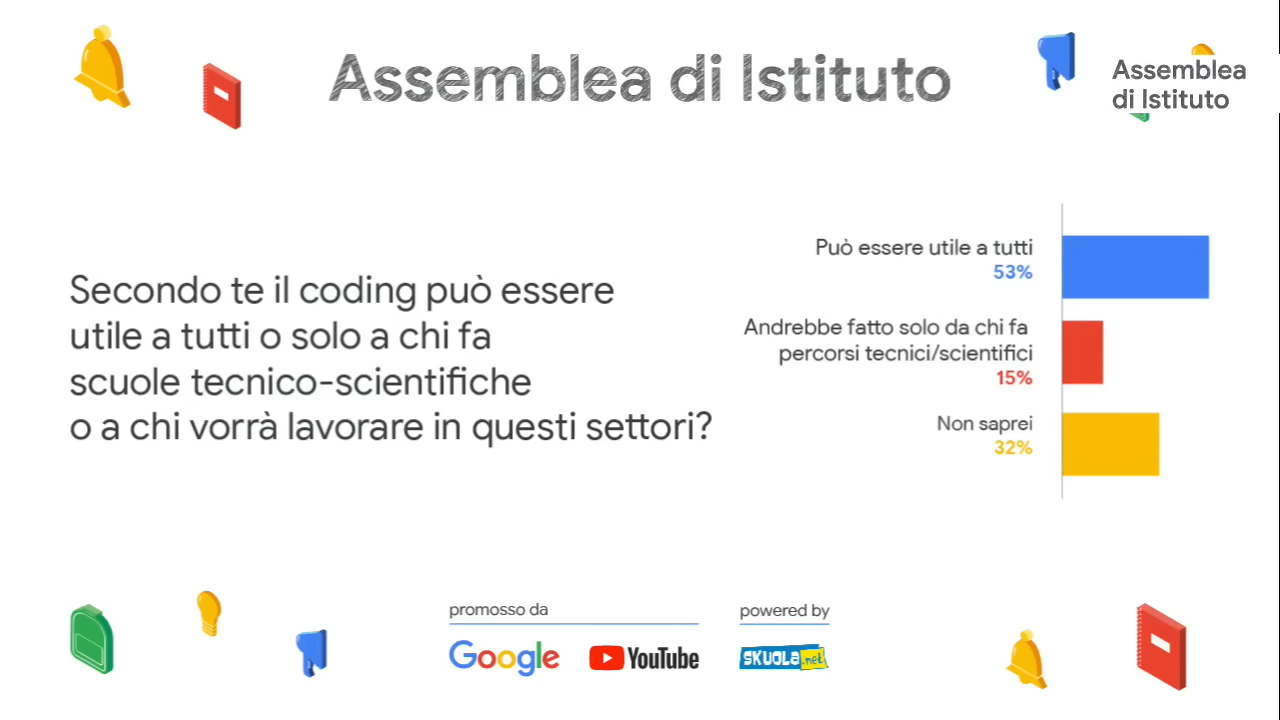 Assemblea di Istituto
Assemblea
di Istituto
Secondo te il coding può essere
utile a tutti o solo a chi fa
scuole tecnico-scientifiche
o a chi vorrà lavorare in questi settori?
Può essere utile a tutti
53%
Andrebbe fatto solo da chi fa
percorsi tecnici/scientifici
15%
Non saprei
32%
promosso da
Google
YouTube
powered by
SKUOLa.net